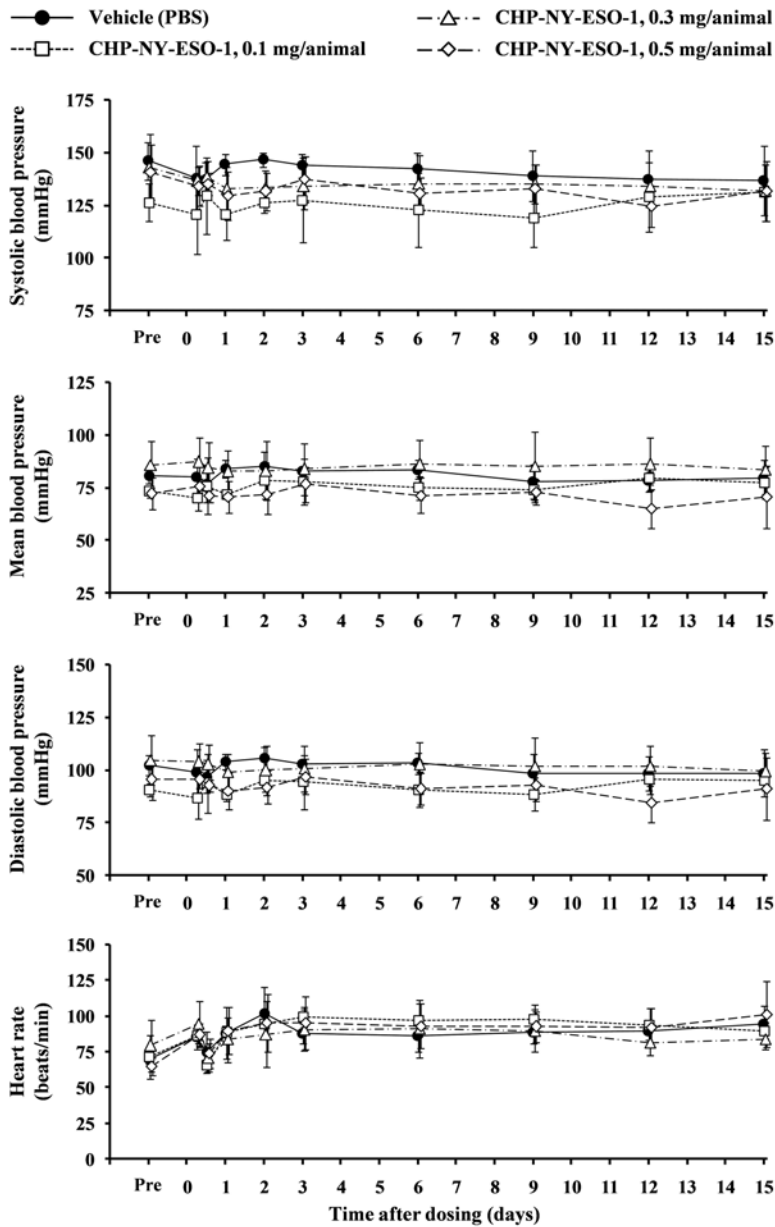 Vehicle (PBS)
CHP-NY-ESO-1, 0.3 mg/animal
CHP-NY-ESO-1, 0.1 mg/animal
CHP-NY-ESO-1, 0.5 mg/animal
Systolic blood pressure
(mmHg)
175
150
125
100
75
Pre 0 1 2 3 4 5 6 7 8 9 10 11 12 13 14 15
Mean blood pressure
(mmHg)
125
100
75
50
25
Pre 0 1 2 3 4 5 6 7 8 9 10 11 12 13 14 15
Diastolic blood pressure
(mmHg)
150
125
100
75
50
Pre 0 1 2 3 4 5 6 7 8 9 10 11 12 13 14 15
Heart rate
(beats/min)
150
125
100
75
50
25
0
Pre 0 1 2 3 4 5 6 7 8 9 10 11 12 13 14 15
Time after dosing (days)